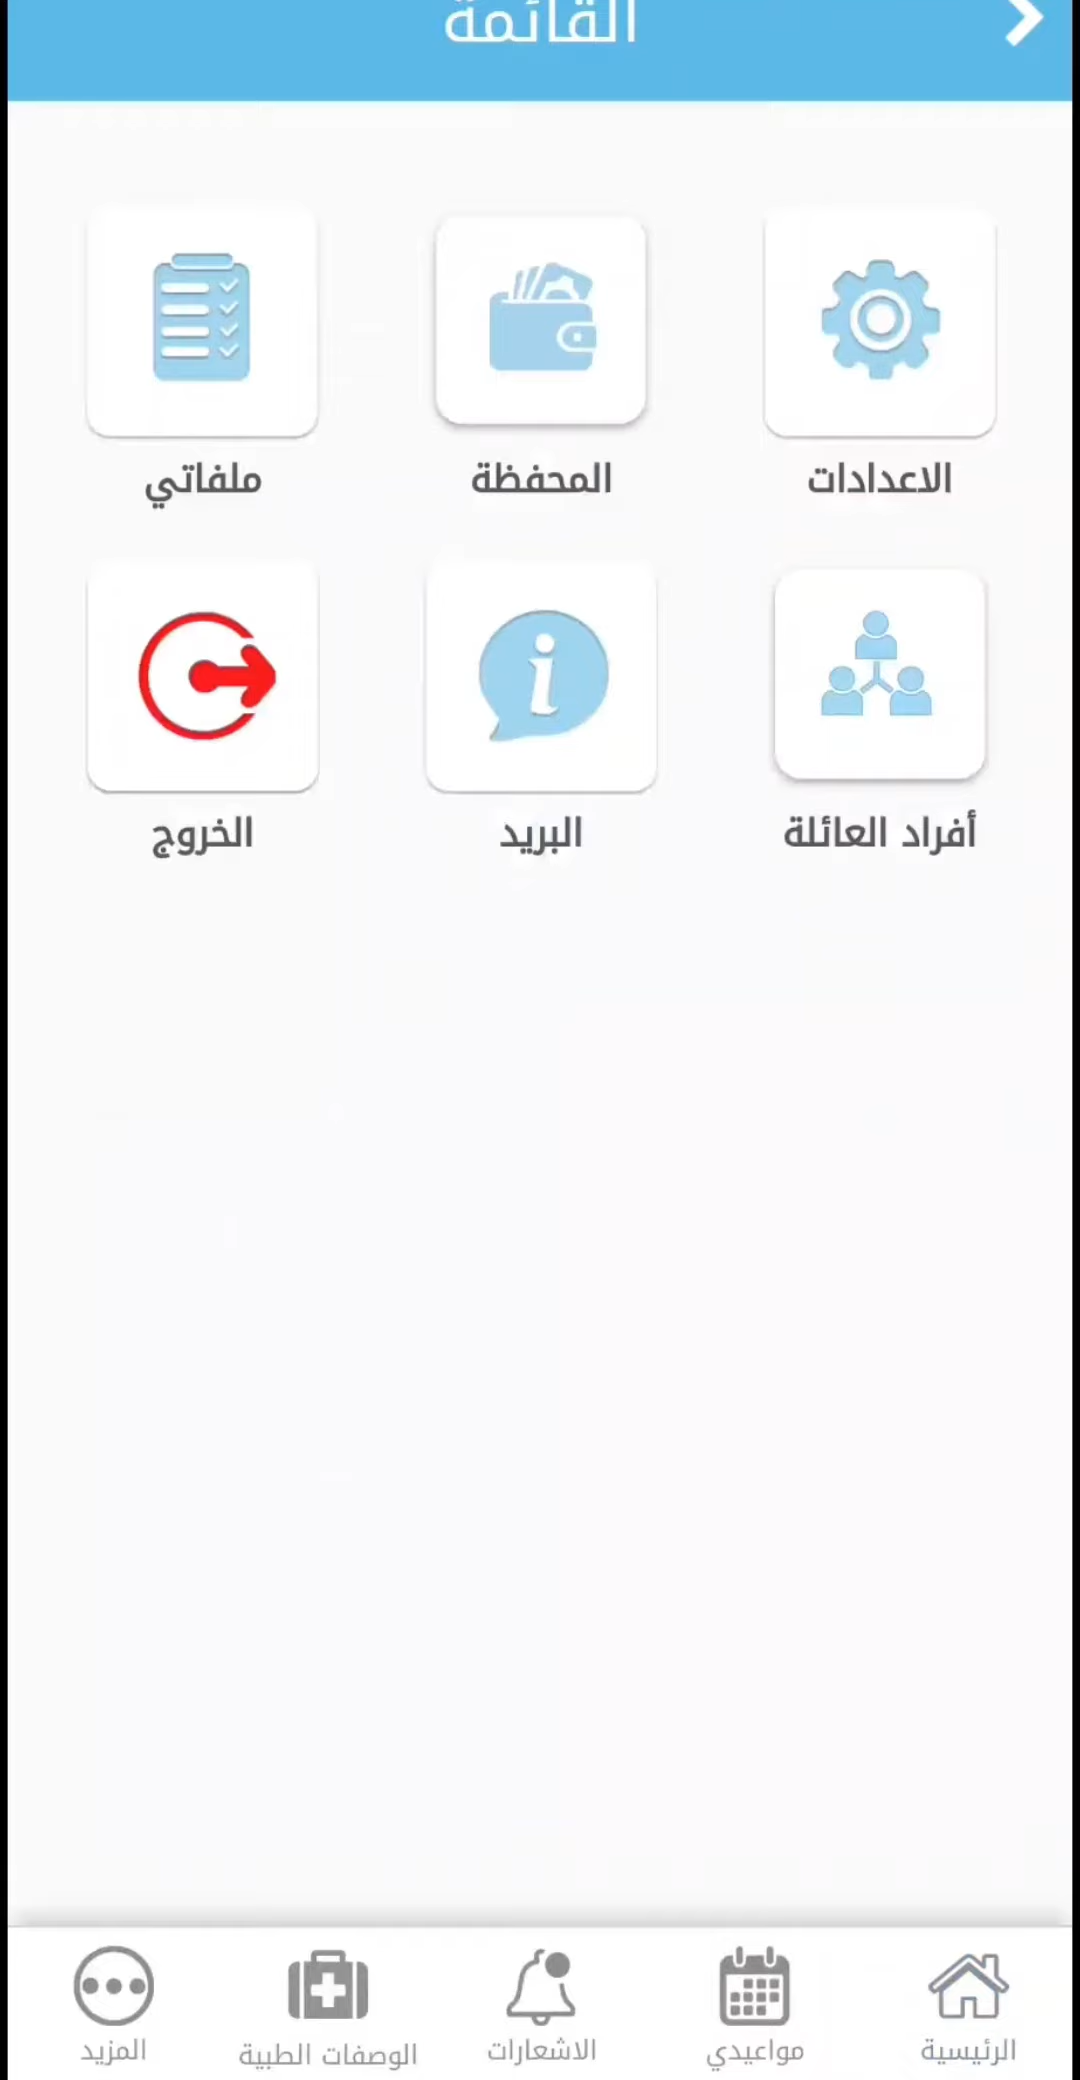 القائمة
الاعدادات
المحفظة
ملفاتي
أفراد العائلة
البريد
الخروج
الرئيسية
مواعيدي
الاشعارات
الوصفات الطبية
المزيد